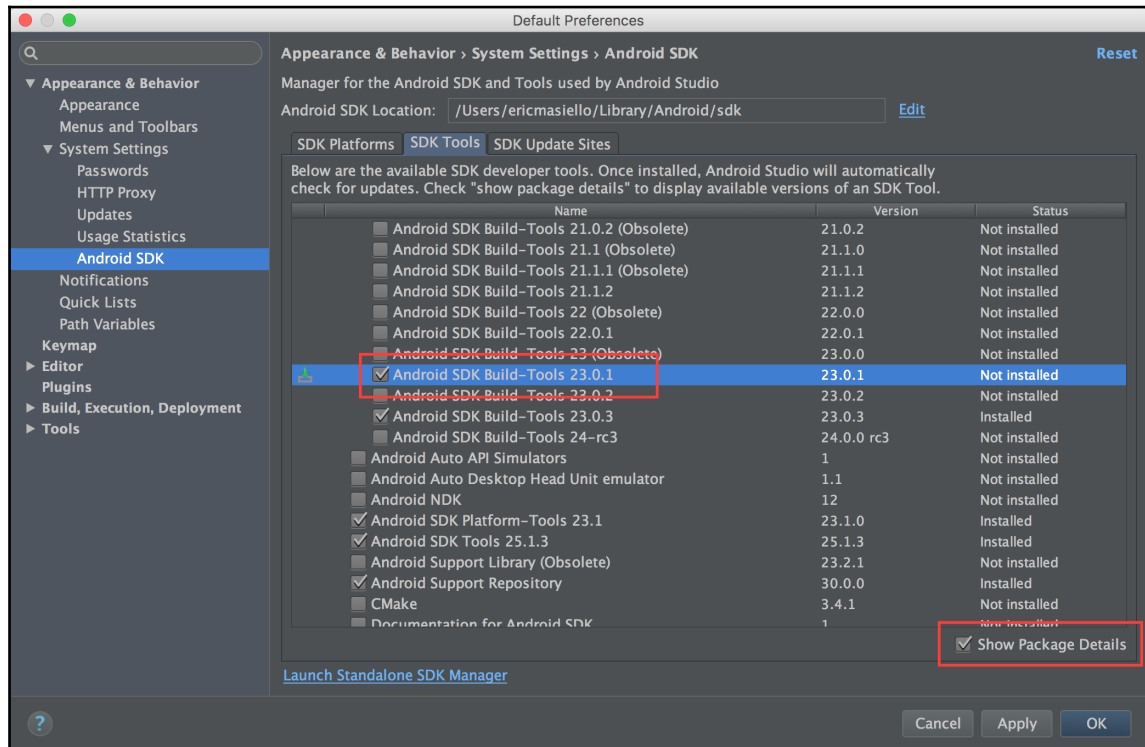 Default Preferences
Appearance & Behavior
Appearance
Menus and Toolbars
System Settings
Passwords
HTTP Proxy
Updates
Usage Statistics
Android SDK
Notifications
Quick Lists
Path Variables
Keymap
Editor
Plugins
Build, Execution, Deployment
Tools
Appearance & Behavior › System Settings › Android SDK Reset
Manager for the Android SDK and Tools used by Android Studio
Android SDK Location: /Users/ericmasiello/Library/Android/sdk Edit
SDK Platforms SDK Tools SDK Update Sites
Below are the available SDK developer tools. Once installed, Android Studio will automatically
check for updates. Check "show package details" to display available versions of an SDK Tool.
Name Version Status
Android SDK Build-Tools 21.0.2 (Obsolete) 21.0.2 Not installed
Android SDK Build-Tools 21.1 (Obsolete) 21.1.0 Not installed
Android SDK Build-Tools 21.1.1 (Obsolete) 21.1.1 Not installed
Android SDK Build-Tools 21.1.2 21.1.2 Not installed
Android SDK Build-Tools 22 (Obsolete) 22.0.0 Not installed
Android SDK Build-Tools 22.0.1 22.0.1 Not installed
Android SDK Build-Tools 23 (Obsolete) 23.0.0 Not installed
Android SDK Build-Tools 23.0.1 23.0.1 Not installed
Android SDK Build-Tools 23.0.2 23.0.2 Not installed
Android SDK Build-Tools 23.0.3 23.0.3 Installed
Android SDK Build-Tools 24-rc3 24.0.0 rc3 Not installed
Android Auto API Simulators 1 Not installed
Android Auto Desktop Head Unit emulator 1.1 Not installed
Android NDK 12 Not installed
Android SDK Platform-Tools 23.1 23.1.0 Installed
Android SDK Tools 25.1.3 25.1.3 Installed
Android Support Library (Obsolete) 23.2.1 Not installed
Android Support Repository 30.0.0 Installed
CMake 3.4.1 Not installed
Documentation for Android SDK 1 Not installed
Show Package Details
Launch Standalone SDK Manager
? Cancel Apply OK